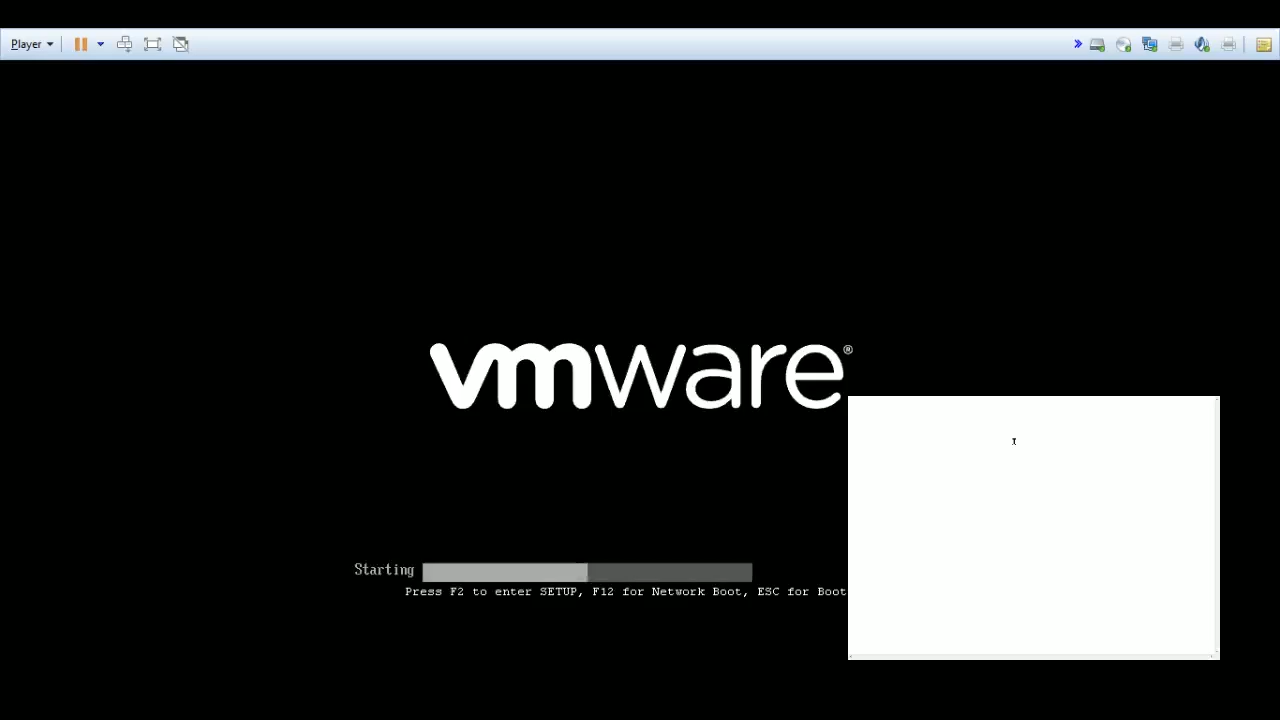 Player
vmware®
Starting
Press F2 to enter SETUP, F12 for Network Boot, ESC for Boot